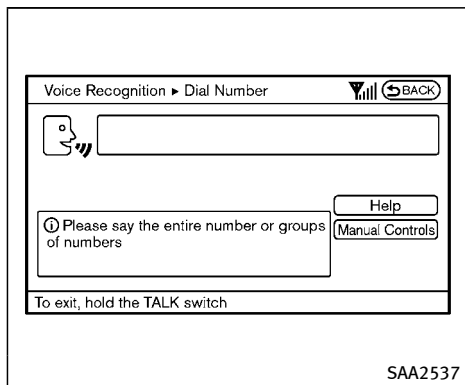 Voice Recognition ▸ Dial Number
BACK
Help
Manual Controls
ⓘ Please say the entire number or groups
of numbers
To exit, hold the TALK switch
SAA2537